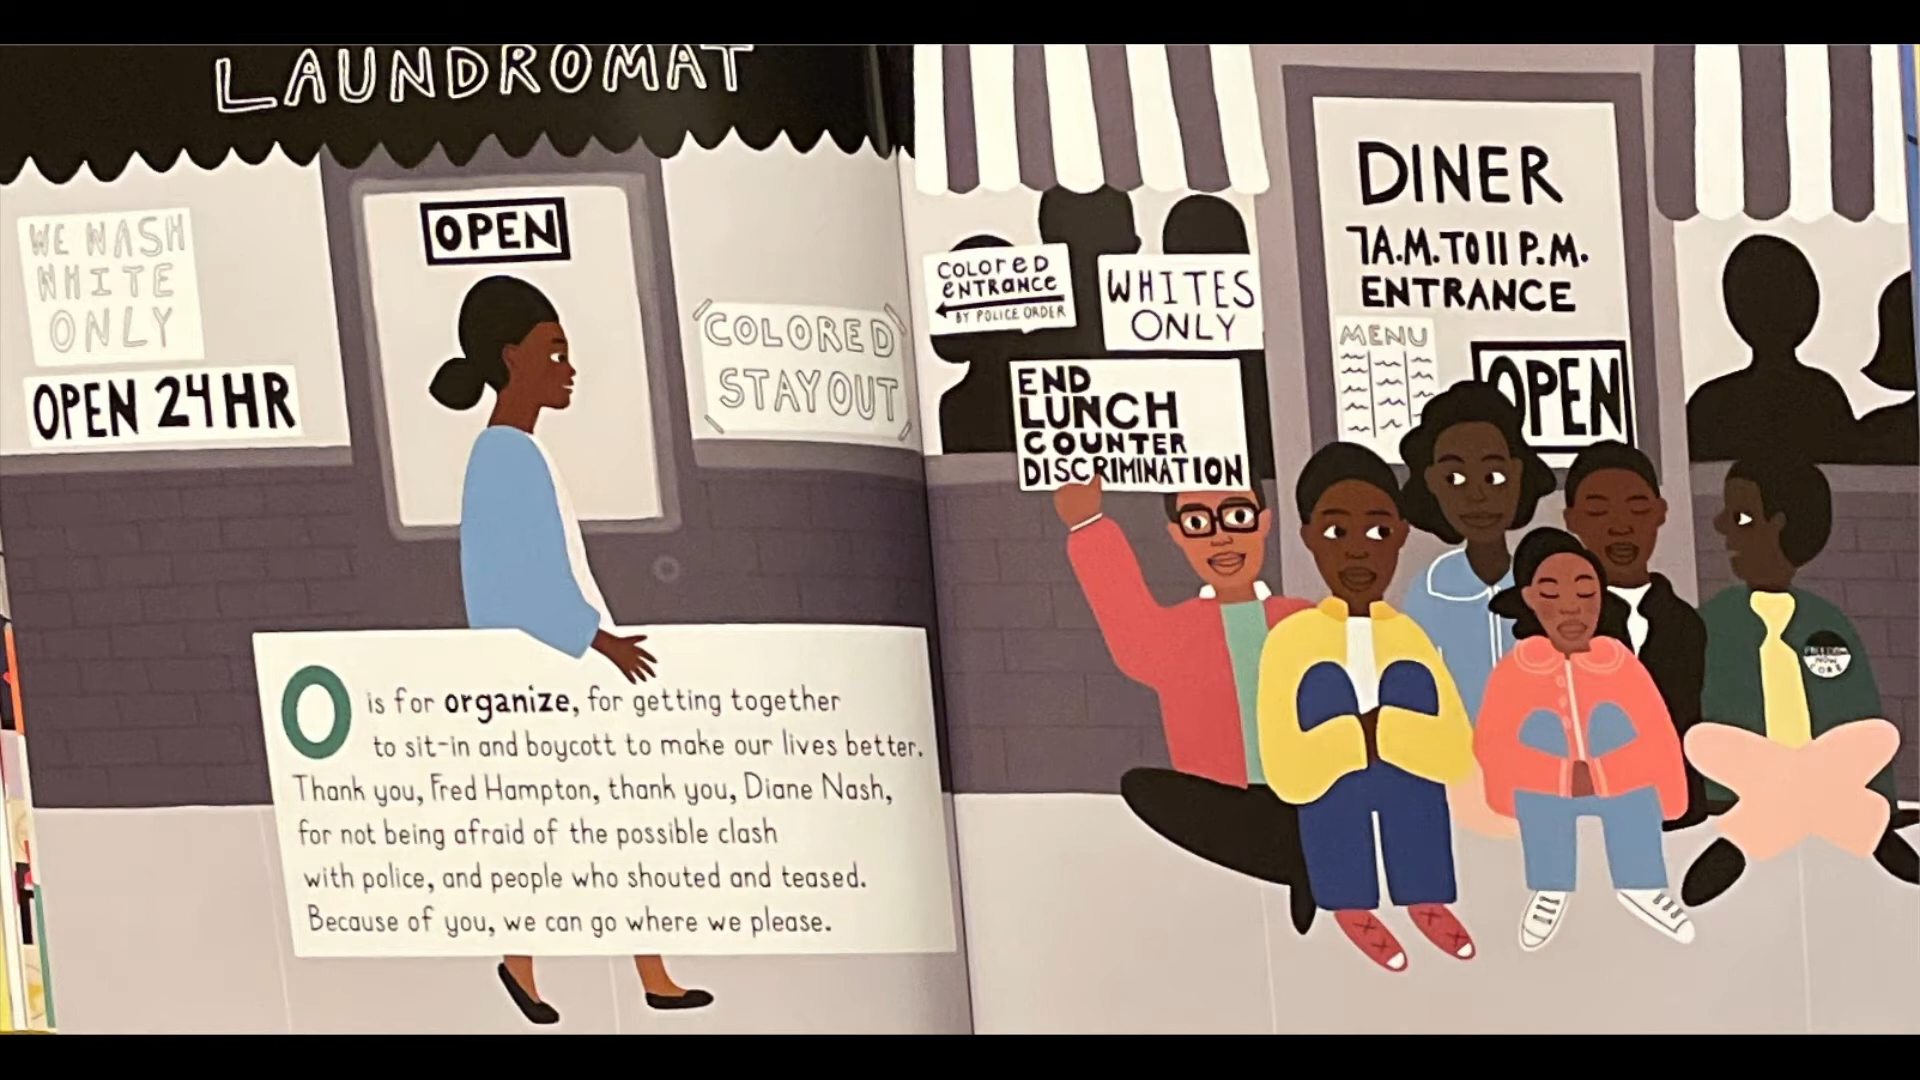 LAUNDROMAT
WE WASH
WHITE
ONLY
OPEN 24HR
OPEN
COLORED
STAY OUT
O is for organize, for getting together
to sit-in and boycott to make our lives better.
Thank you, Fred Hampton, thank you, Diane Nash,
for not being afraid of the possible clash
with police, and people who shouted and teased.
Because of you, we can go where we please.
COLORED
ENTRANCE
BY POLICE ORDER
WHITES
ONLY
END
LUNCH
COUNTER
DISCRIMINATION
DINER
7A.M. TO 11 P.M.
ENTRANCE
MENU
OPEN
FREEDOM
NOW
CORE